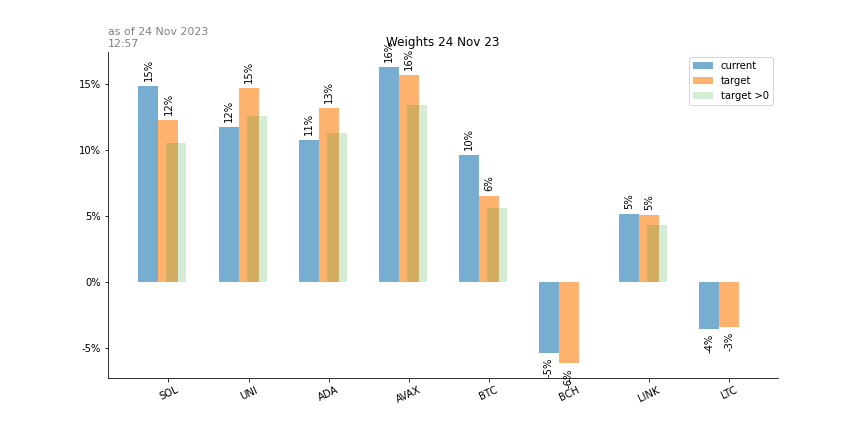 as of 24 Nov 2023
12:57
Weights 24 Nov 23
current
target
target >0
15%
10%
5%
0%
-5%
15%
12%
12%
15%
11%
13%
16%
16%
10%
6%
-5%
-6%
5%
5%
-4%
-3%
SOL
UNI
ADA
AVAX
BTC
BCH
LINK
LTC